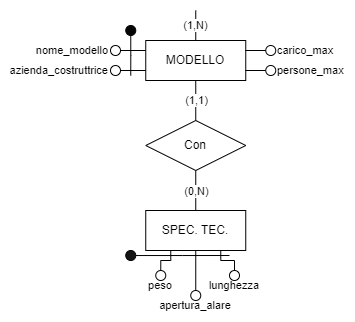 (1,N)
nome_modello
carico_max
MODELLO
azienda_costruttrice
persone_max
(1,1)
Con
(0,N)
SPEC. TEC.
peso
lunghezza
apertura_alare